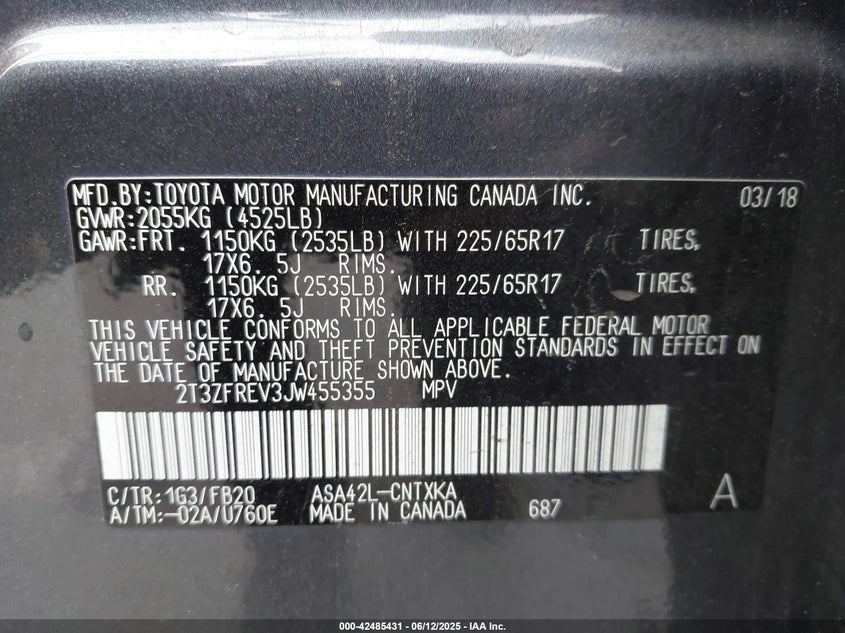 MFD.BY:TOYOTA MOTOR MANUFACTURING CANADA INC. 03/18
GVWR:2055KG (4525LB)
GAWR:FRT. 1150KG (2535LB) WITH 225/65R17 TIRES,
17X6. 5J RIMS.
RR. 1150KG (2535LB) WITH 225/65R17 TIRES,
17X6. 5J RIMS.
THIS VEHICLE CONFORMS TO ALL APPLICABLE FEDERAL MOTOR
VEHICLE SAFETY AND THEFT PREVENTION STANDARDS IN EFFECT ON
THE DATE OF MANUFACTURE SHOWN ABOVE.
2T3ZFREV3JW455355 MPV
C/TR:1G3/FB20 ASA42L-CNTXKA A
A/TM:-02A/U760E MADE IN CANADA 687
000-42485431 - 06/12/2025 - IAA Inc.